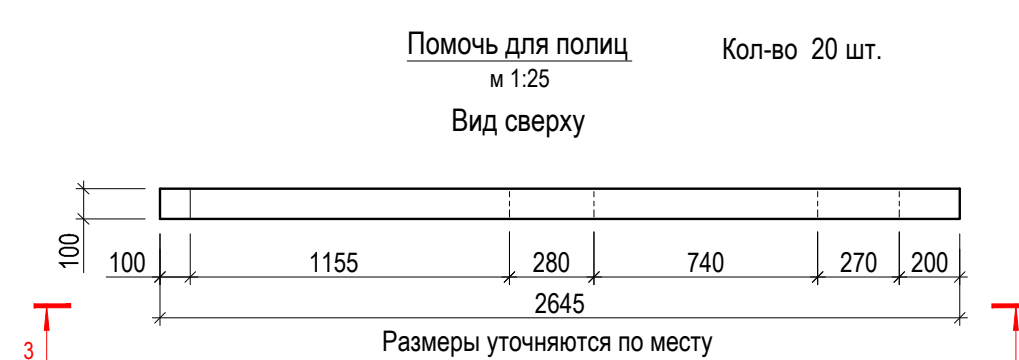 Помочь для полиц Кол-во 20 шт.
м 1:25
Вид сверху
100
100 1155 280 740 270 200
2645
Размеры уточняются по месту
3